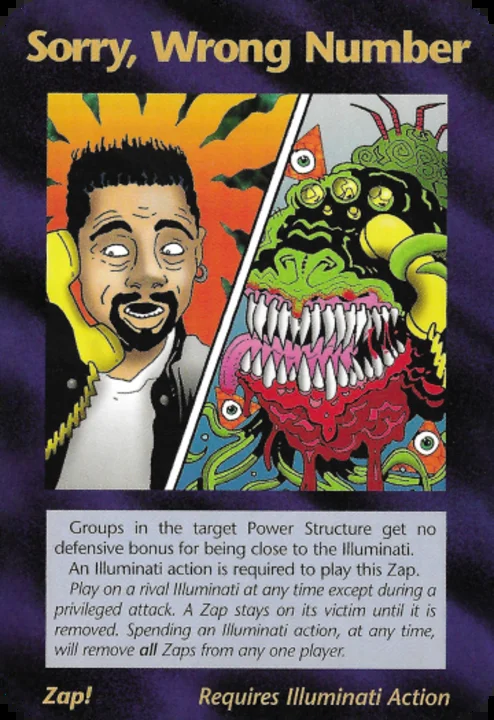 Sorry, Wrong Number
Groups in the target Power Structure get no
defensive bonus for being close to the Illuminati.
An Illuminati action is required to play this Zap.
Play on a rival Illuminati at any time except during a
privileged attack. A Zap stays on its victim until it is
removed. Spending an Illuminati action, at any time,
will remove all Zaps from any one player.
Zap!
Requires Illuminati Action